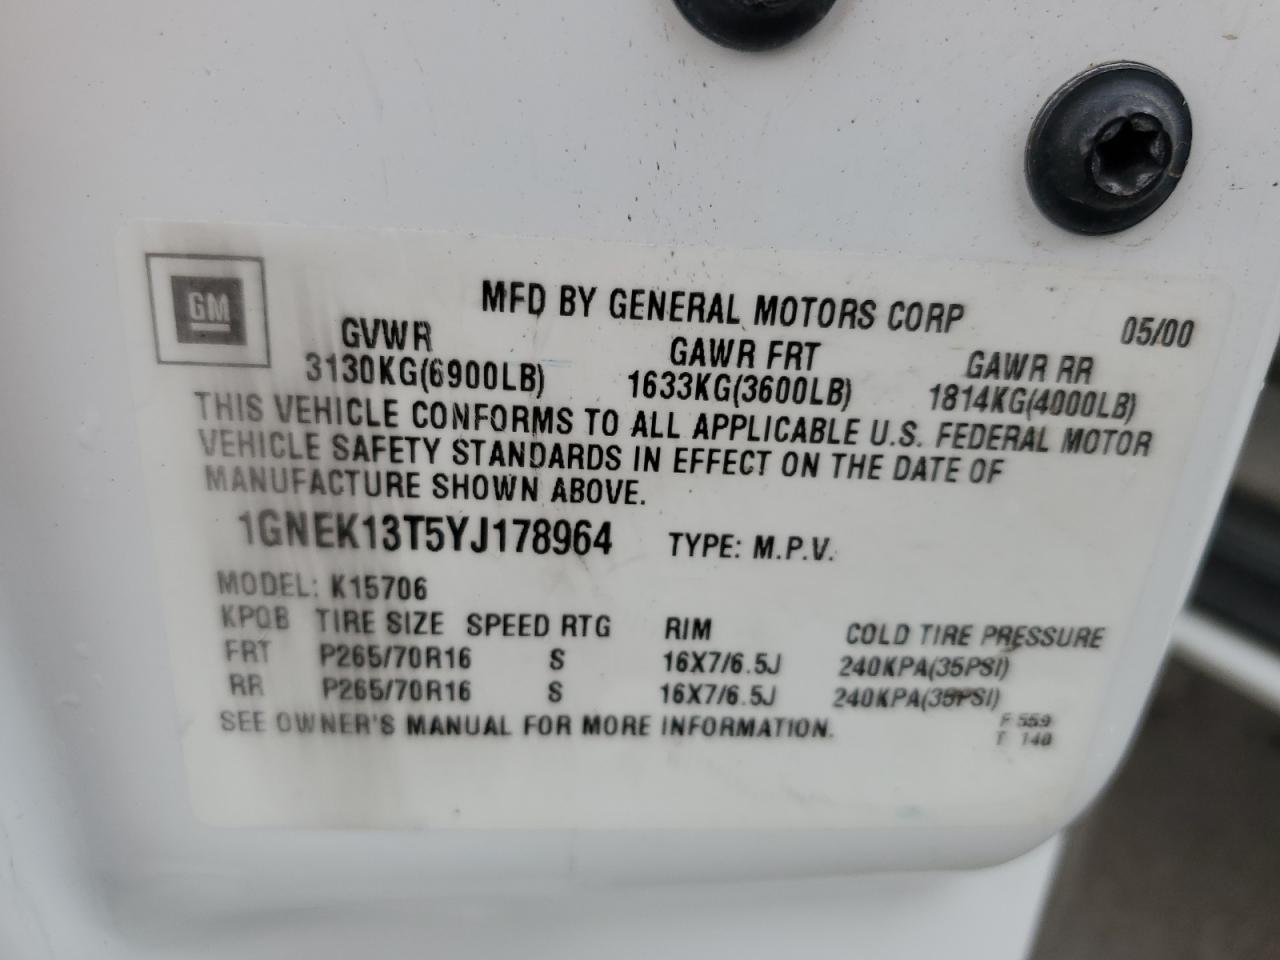 GM
MFD BY GENERAL MOTORS CORP 05/00
GVWR GAWR FRT GAWR RR
3130KG(6900LB) 1633KG(3600LB) 1814KG(4000LB)
THIS VEHICLE CONFORMS TO ALL APPLICABLE U.S. FEDERAL MOTOR
VEHICLE SAFETY STANDARDS IN EFFECT ON THE DATE OF
MANUFACTURE SHOWN ABOVE.
1GNEK13T5YJ178964 TYPE: M.P.V.
MODEL: K15706
KPQB TIRE SIZE SPEED RTG RIM COLD TIRE PRESSURE
FRT P265/70R16 S 16X7/6.5J 240KPA(35PSI)
RR P265/70R16 S 16X7/6.5J 240KPA(35PSI)
SEE OWNER'S MANUAL FOR MORE INFORMATION.
F 559
T 140